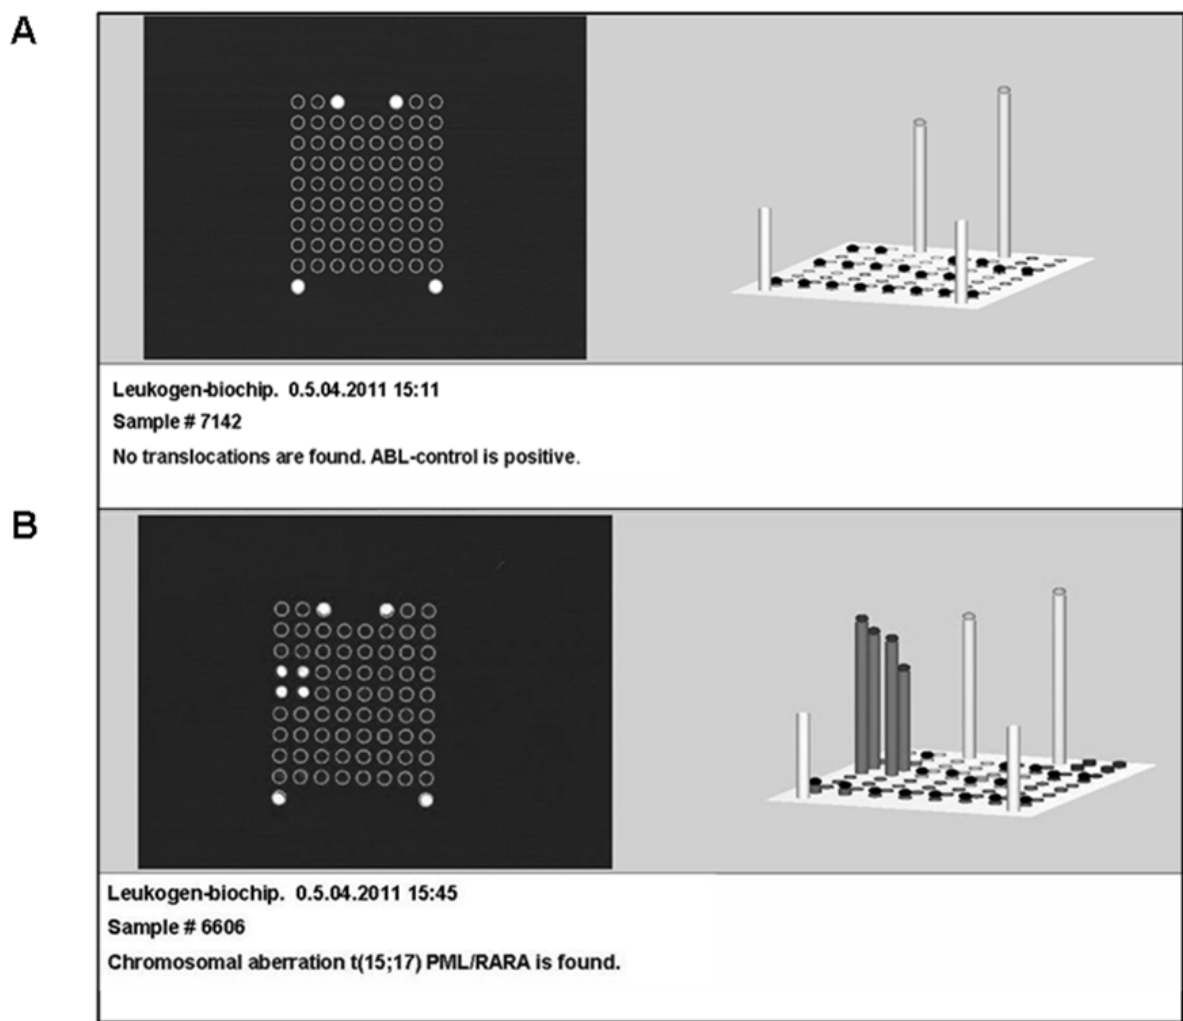 A
Leukogen-biochip. 0.5.04.2011 15:11
Sample # 7142
No translocations are found. ABL-control is positive.
B
Leukogen-biochip. 0.5.04.2011 15:45
Sample # 6606
Chromosomal aberration t(15;17) PML/RARA is found.